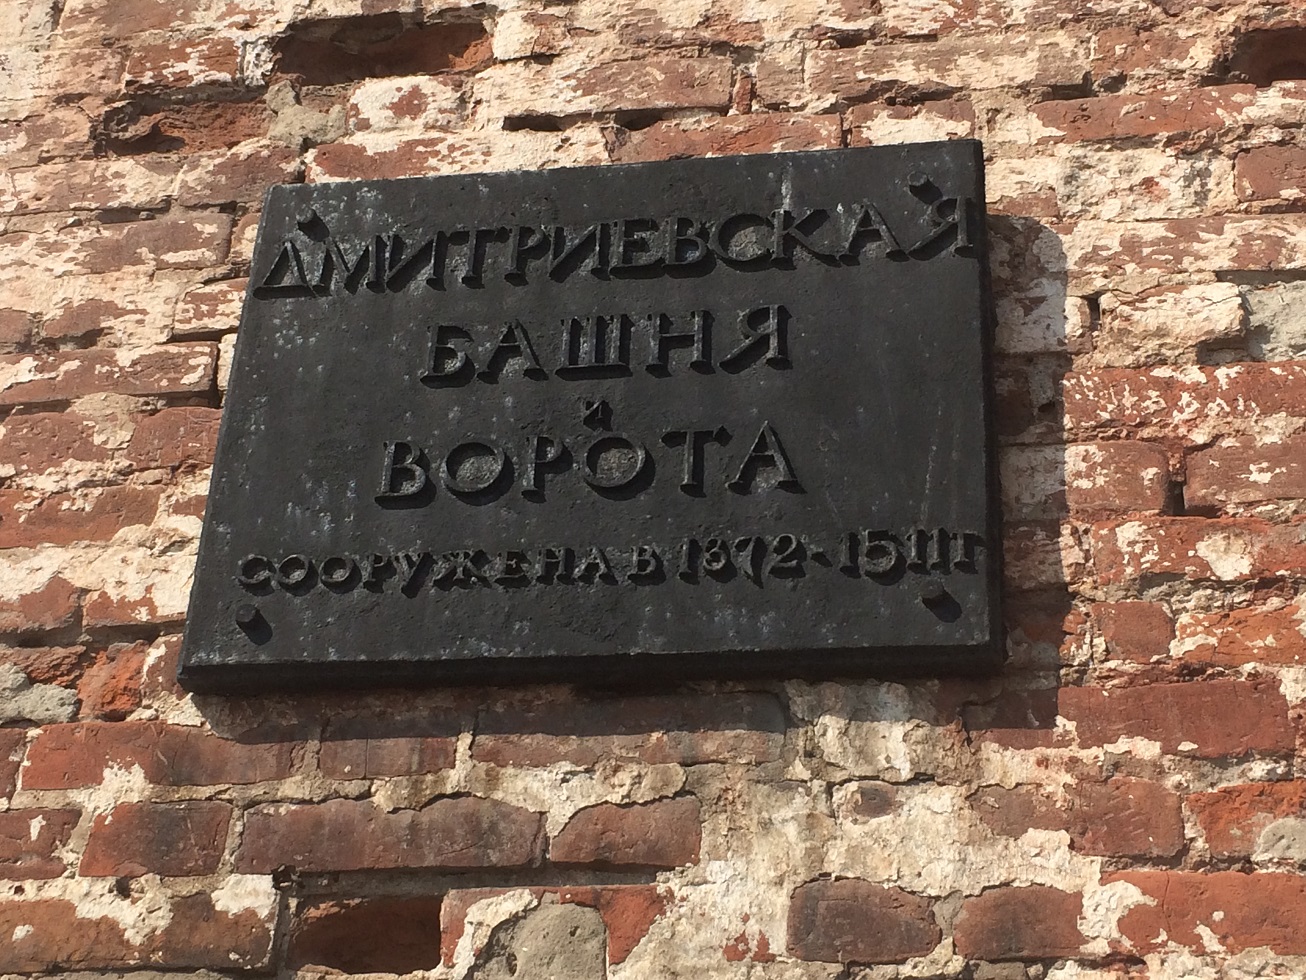 ДМИТРИЕВСКАЯ
БАШНЯ
И
ВОРОТА
СООРУЖЕНА В 1372-1511Г